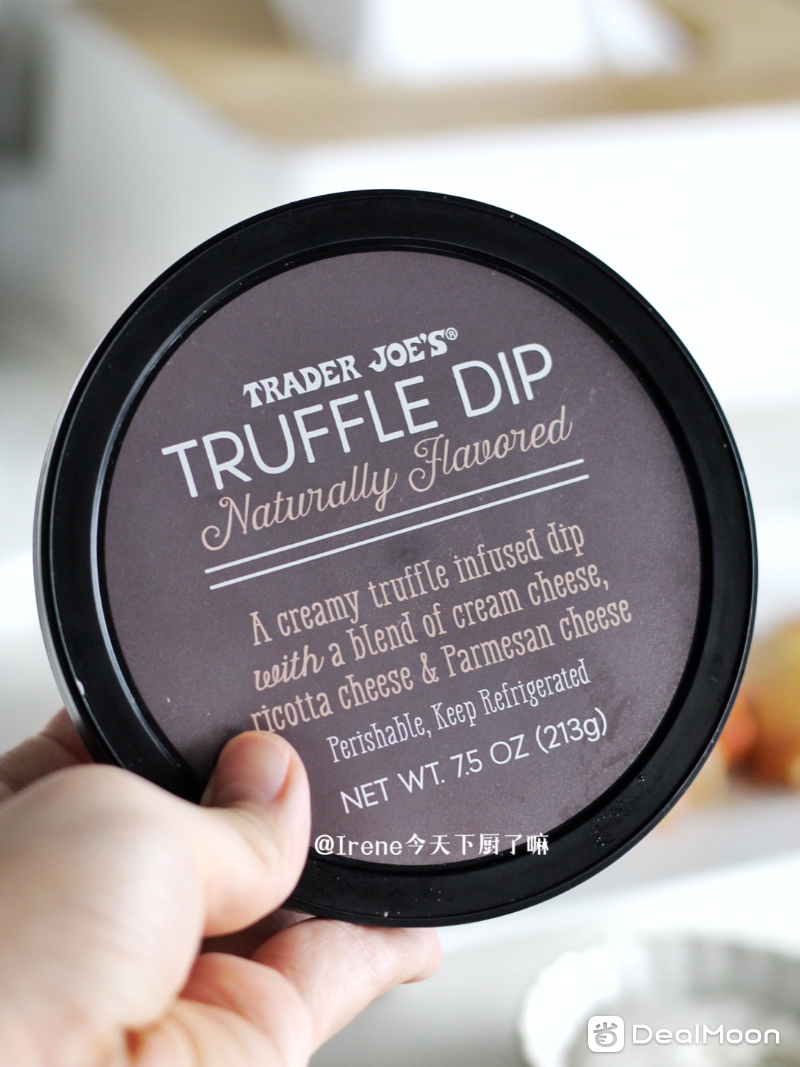 TRADER JOE'S®
TRUFFLE DIP
Naturally Flavored
A creamy truffle infused dip
with a blend of cream cheese,
ricotta cheese & Parmesan cheese
Perishable, Keep Refrigerated
NET WT. 7.5 OZ (213g)
@Irene今天下厨了嘛
省 DealMoon